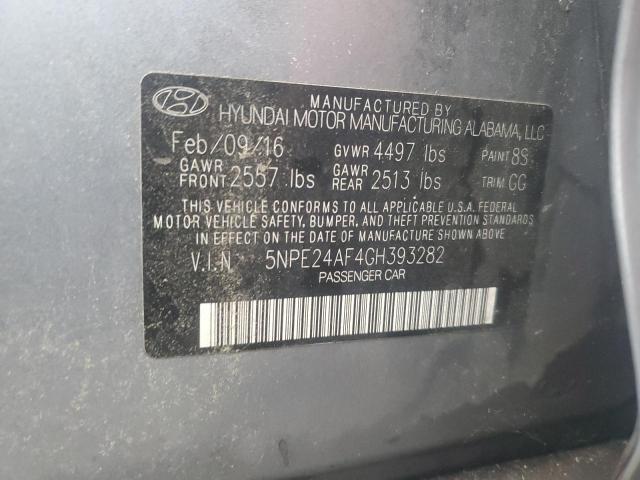 MANUFACTURED BY
HYUNDAI MOTOR MANUFACTURING ALABAMA, LLC
Feb/09/16 GVWR 4497 lbs PAINT 8S
GAWR FRONT 2557 lbs GAWR REAR 2513 lbs TRIM GG
THIS VEHICLE CONFORMS TO ALL APPLICABLE U.S.A. FEDERAL
MOTOR VEHICLE SAFETY, BUMPER, AND THEFT PREVENTION STANDARDS
IN EFFECT ON THE DATE OF MANUFACTURE SHOWN ABOVE.
V.I.N 5NPE24AF4GH393282
PASSENGER CAR